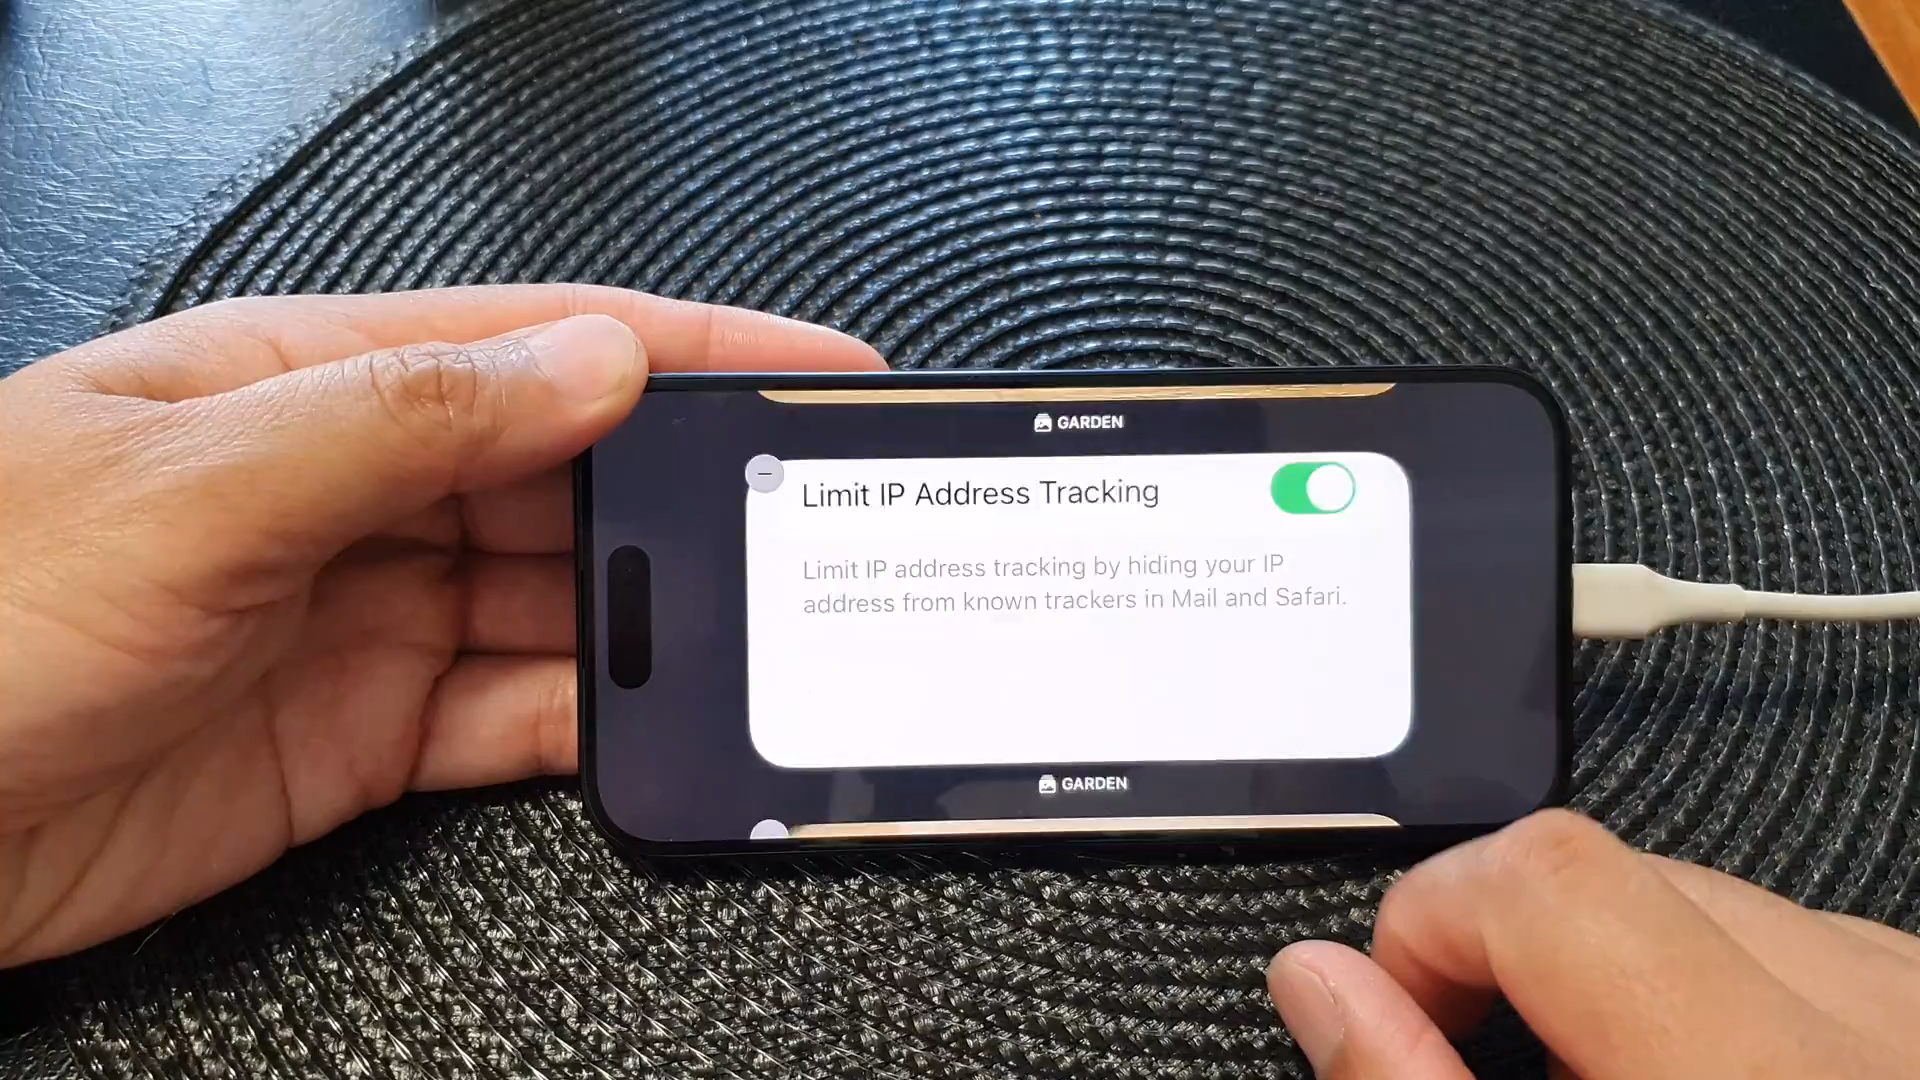 GARDEN
Limit IP Address Tracking
Limit IP address tracking by hiding your IP
address from known trackers in Mail and Safari.
GARDEN